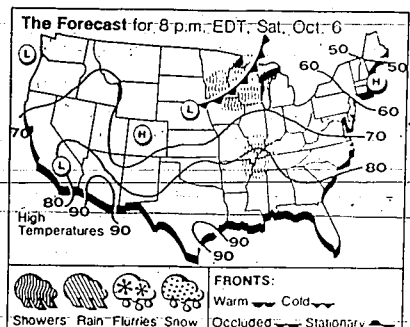 The Forecast for 8 p.m. EDT, Sat, Oct. 6
L
50
60
50
H
60
L
70
H
70
L
80
80
90
High
Temperatures
90
90
90
FRONTS:
Warm Cold
Showers Rain Flurries Snow
Occluded Stationary